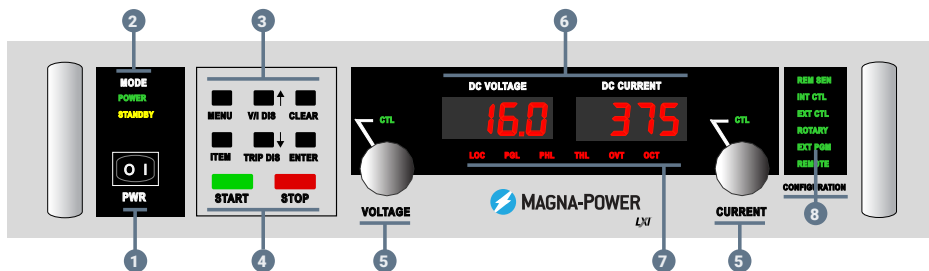 2
3
6
MODE
POWER
STANDBY
O I
PWR
1
MENU
V/I DIS
CLEAR
ITEM
TRIP DIS
ENTER
START
STOP
4
CTL
VOLTAGE
5
DC VOLTAGE
DC CURRENT
16.0
375
LOC PGL PHL THL OVT OCT
MAGNA-POWER
LXI
7
CTL
CURRENT
5
REM SEN
INT CTL
EXT CTL
ROTARY
EXT PGM
REMOTE
CONFIGURATION
8